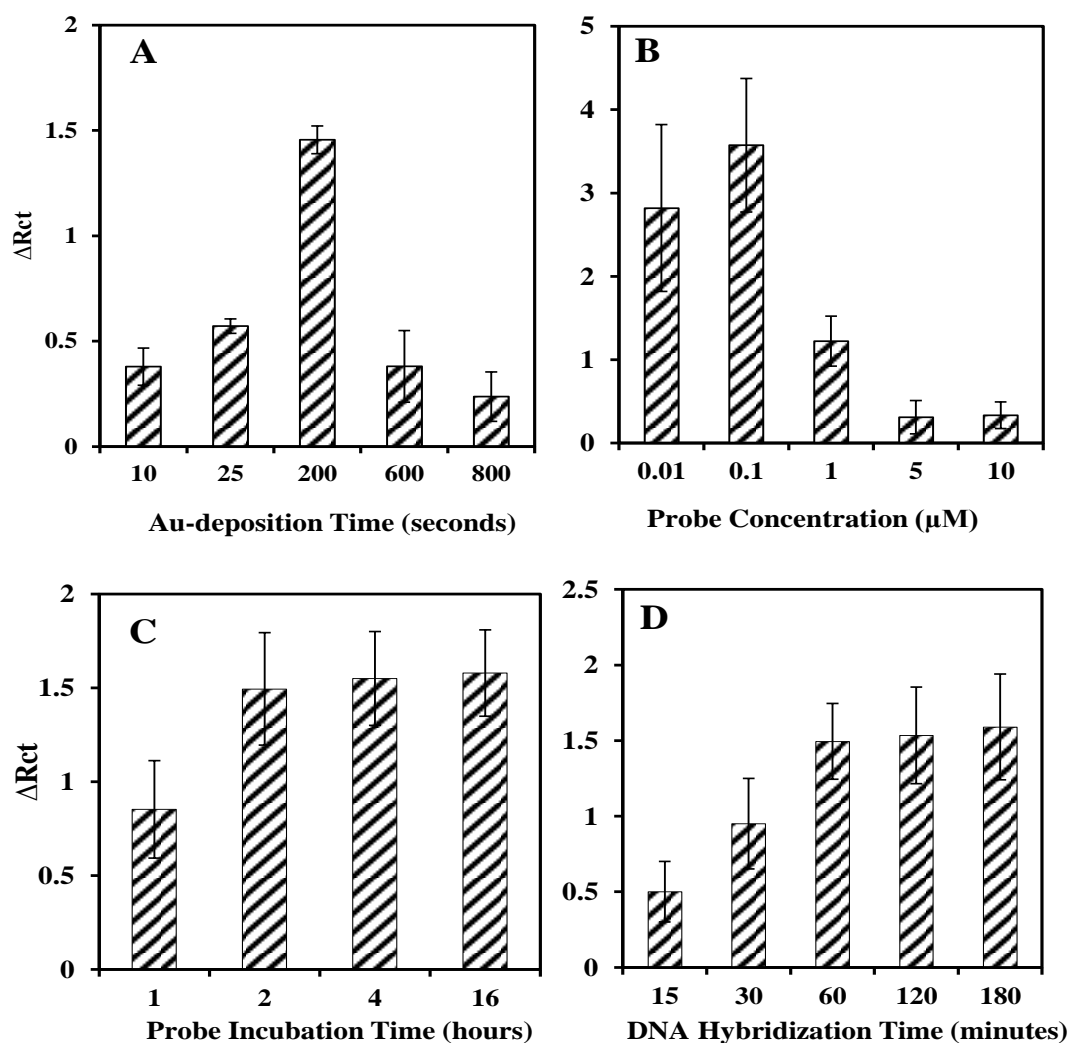 A
2
1.5
1
0.5
0
ΔRct
10 25 200 600 800
Au-deposition Time (seconds)
B
5
4
3
2
1
0
0.01 0.1 1 5 10
Probe Concentration (µM)
C
2
1.5
1
0.5
0
ΔRct
1 2 4 16
Probe Incubation Time (hours)
D
2.5
2
1.5
1
0.5
0
15 30 60 120 180
DNA Hybridization Time (minutes)